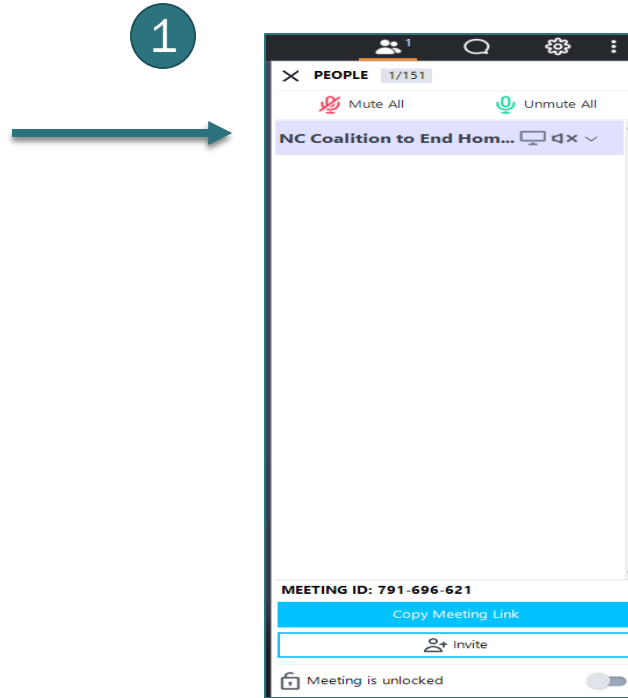 1
1
PEOPLE 1/151
Mute All Unmute All
NC Coalition to End Hom...
MEETING ID: 791-696-621
Copy Meeting Link
Invite
Meeting is unlocked